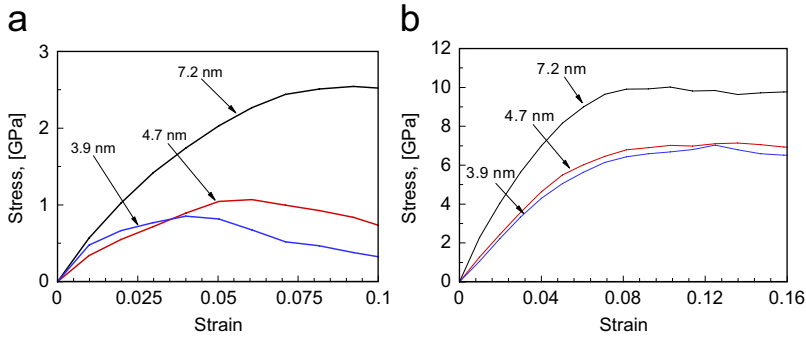 a
3
2
1
0
0
0.025
0.05
0.075
0.1
Stress, [GPa]
Strain
7.2 nm
4.7 nm
3.9 nm
b
12
10
8
6
4
2
0
0
0.04
0.08
0.12
0.16
Stress, [GPa]
Strain
7.2 nm
4.7 nm
3.9 nm